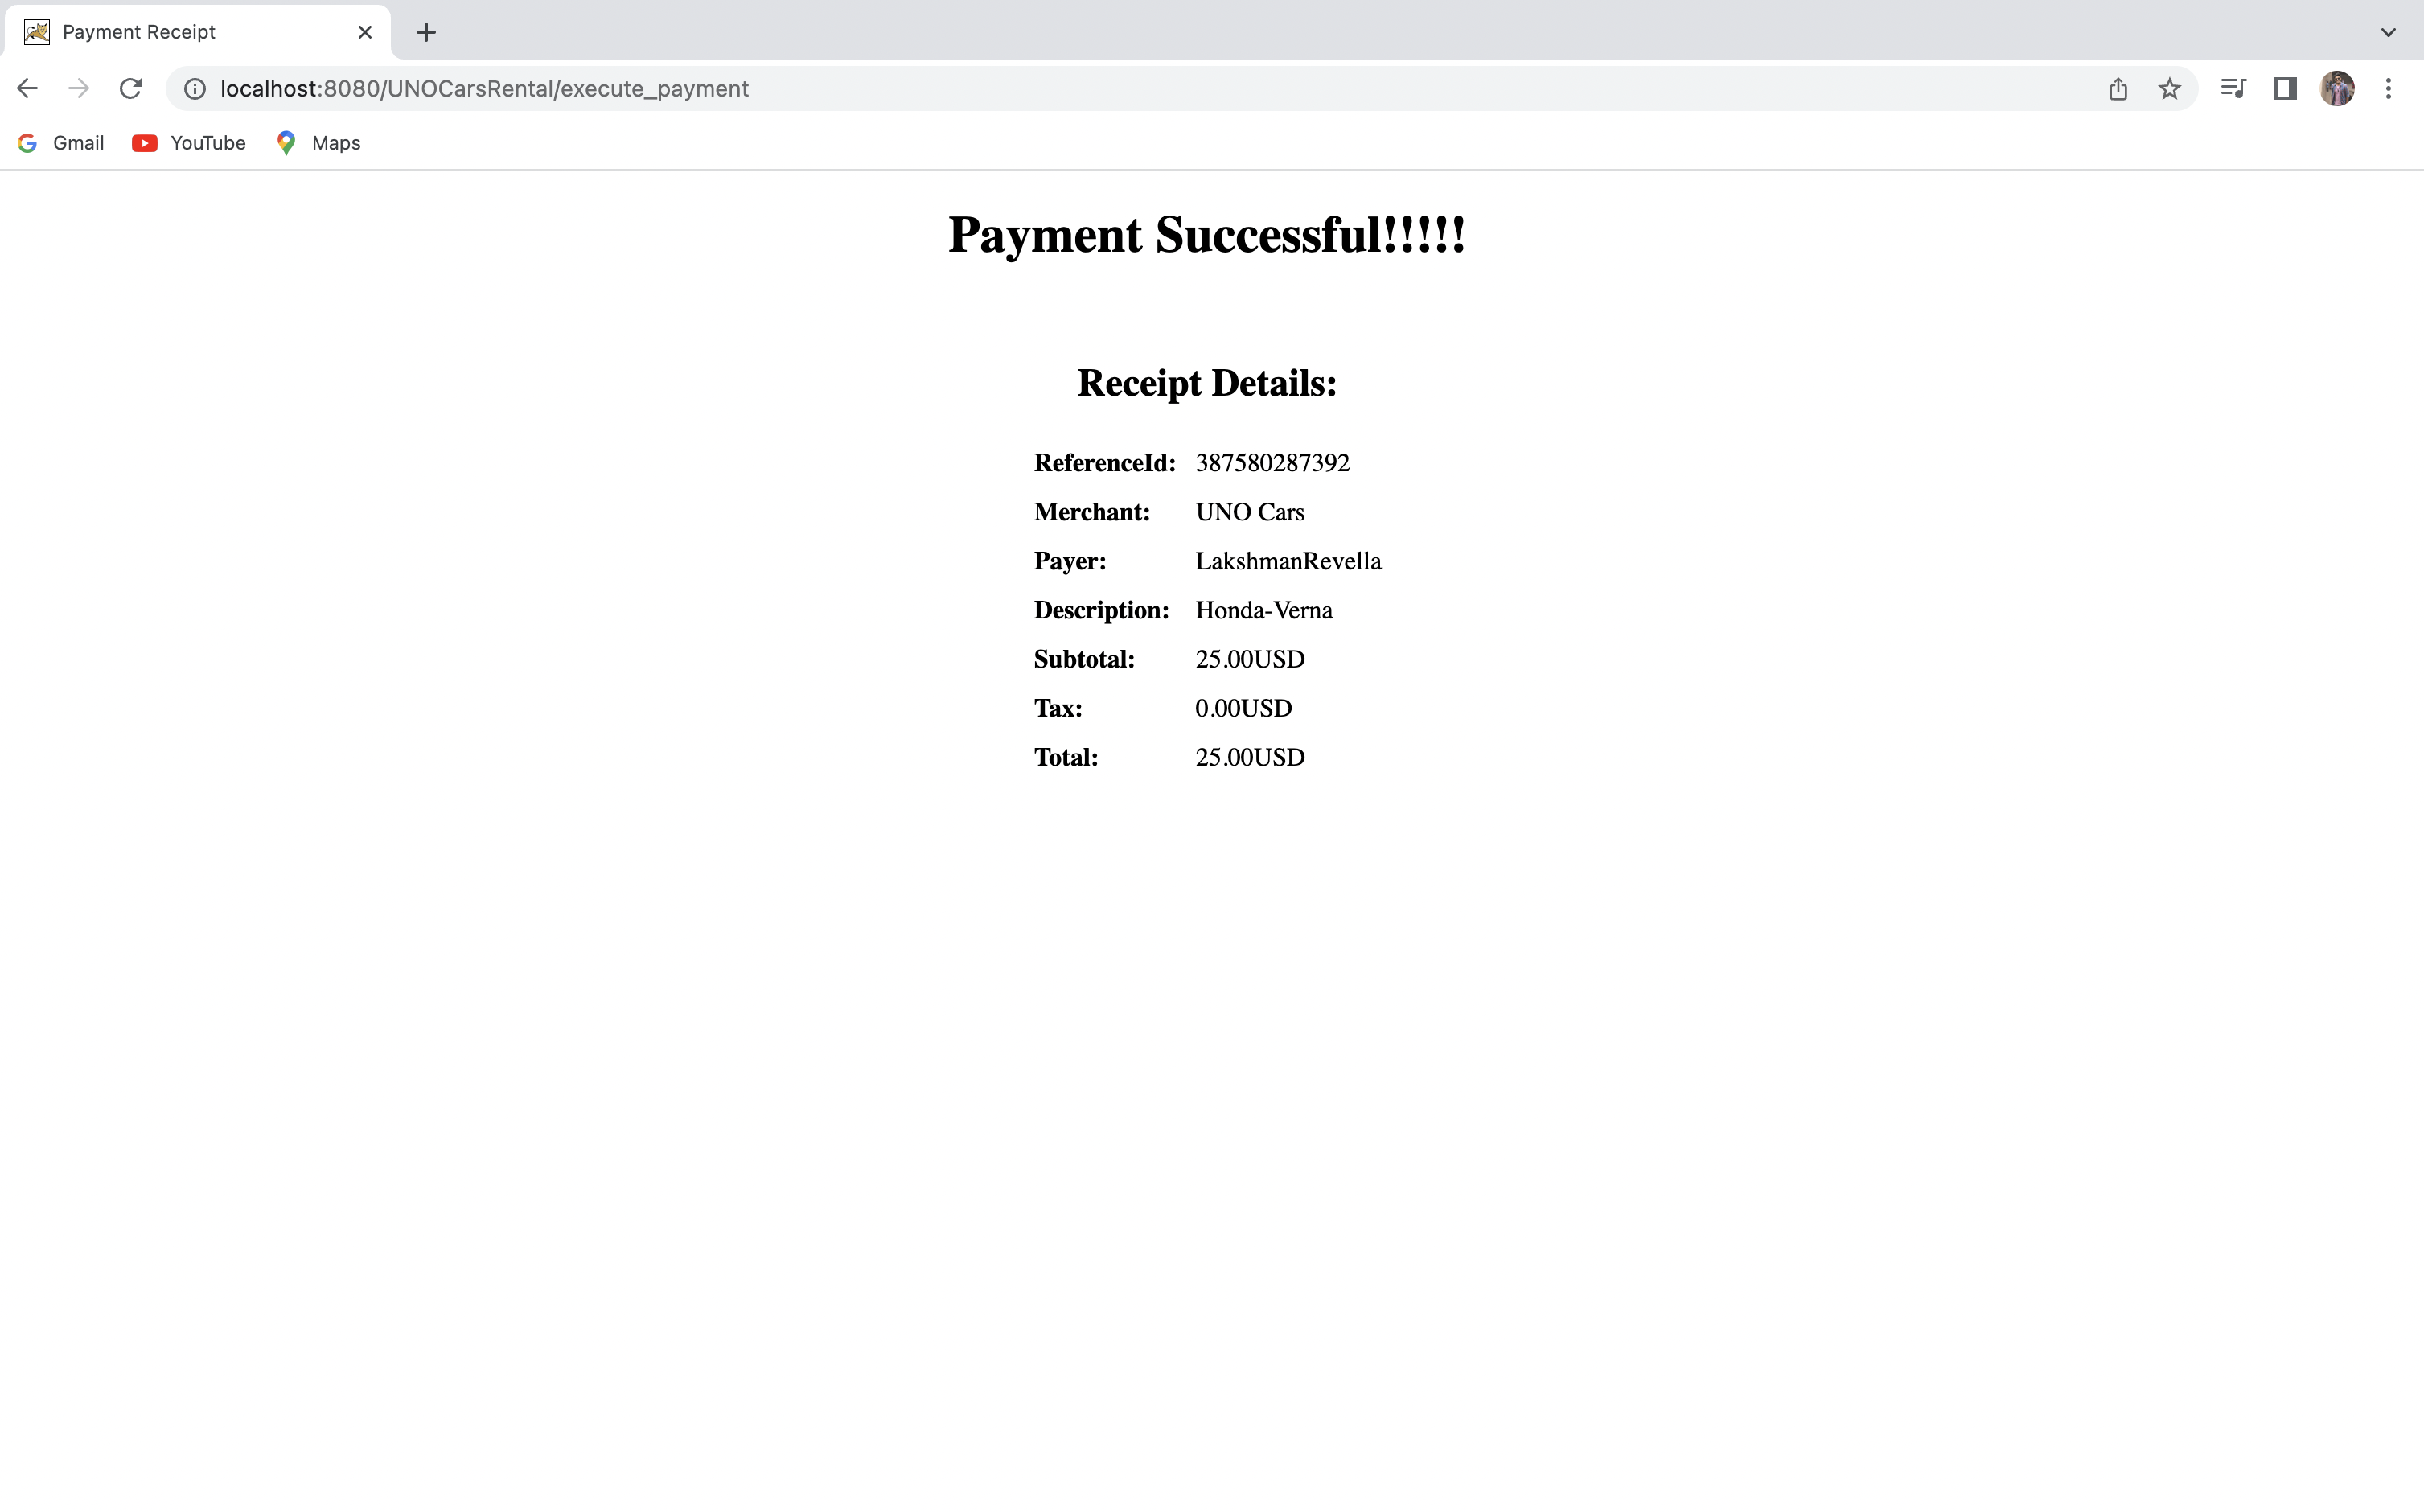 Payment Receipt
localhost:8080/UNOCarsRental/execute_payment
Gmail YouTube Maps
Payment Successful!!!!!
Receipt Details:
ReferenceId: 387580287392
Merchant: UNO Cars
Payer: LakshmanRevella
Description: Honda-Verna
Subtotal: 25.00USD
Tax: 0.00USD
Total: 25.00USD